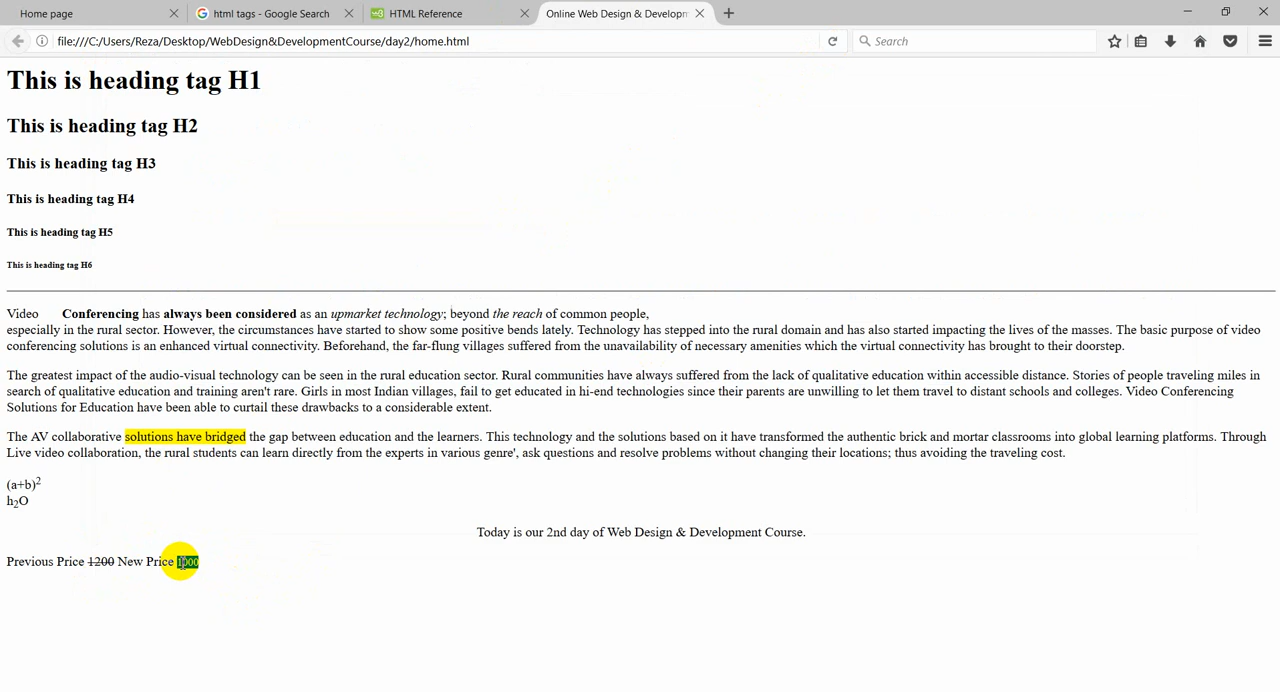 Home page
html tags - Google Search
HTML Reference
Online Web Design & Developm
file:///C:/Users/Reza/Desktop/WebDesign&DevelopmentCourse/day2/home.html
Search
This is heading tag H1
This is heading tag H2
This is heading tag H3
This is heading tag H4
This is heading tag H5
This is heading tag H6
Video Conferencing has always been considered as an upmarket technology; beyond the reach of common people,
especially in the rural sector. However, the circumstances have started to show some positive bends lately. Technology has stepped into the rural domain and has also started impacting the lives of the masses. The basic purpose of video
conferencing solutions is an enhanced virtual connectivity. Beforehand, the far-flung villages suffered from the unavailability of necessary amenities which the virtual connectivity has brought to their doorstep.
The greatest impact of the audio-visual technology can be seen in the rural education sector. Rural communities have always suffered from the lack of qualitative education within accessible distance. Stories of people traveling miles in
search of qualitative education and training aren't rare. Girls in most Indian villages, fail to get educated in hi-end technologies since their parents are unwilling to let them travel to distant schools and colleges. Video Conferencing
Solutions for Education have been able to curtail these drawbacks to a considerable extent.
The AV collaborative solutions have bridged the gap between education and the learners. This technology and the solutions based on it have transformed the authentic brick and mortar classrooms into global learning platforms. Through
Live video collaboration, the rural students can learn directly from the experts in various genre', ask questions and resolve problems without changing their locations; thus avoiding the traveling cost.
(a+b)2
h2O
Today is our 2nd day of Web Design & Development Course.
Previous Price 1200 New Price 1000